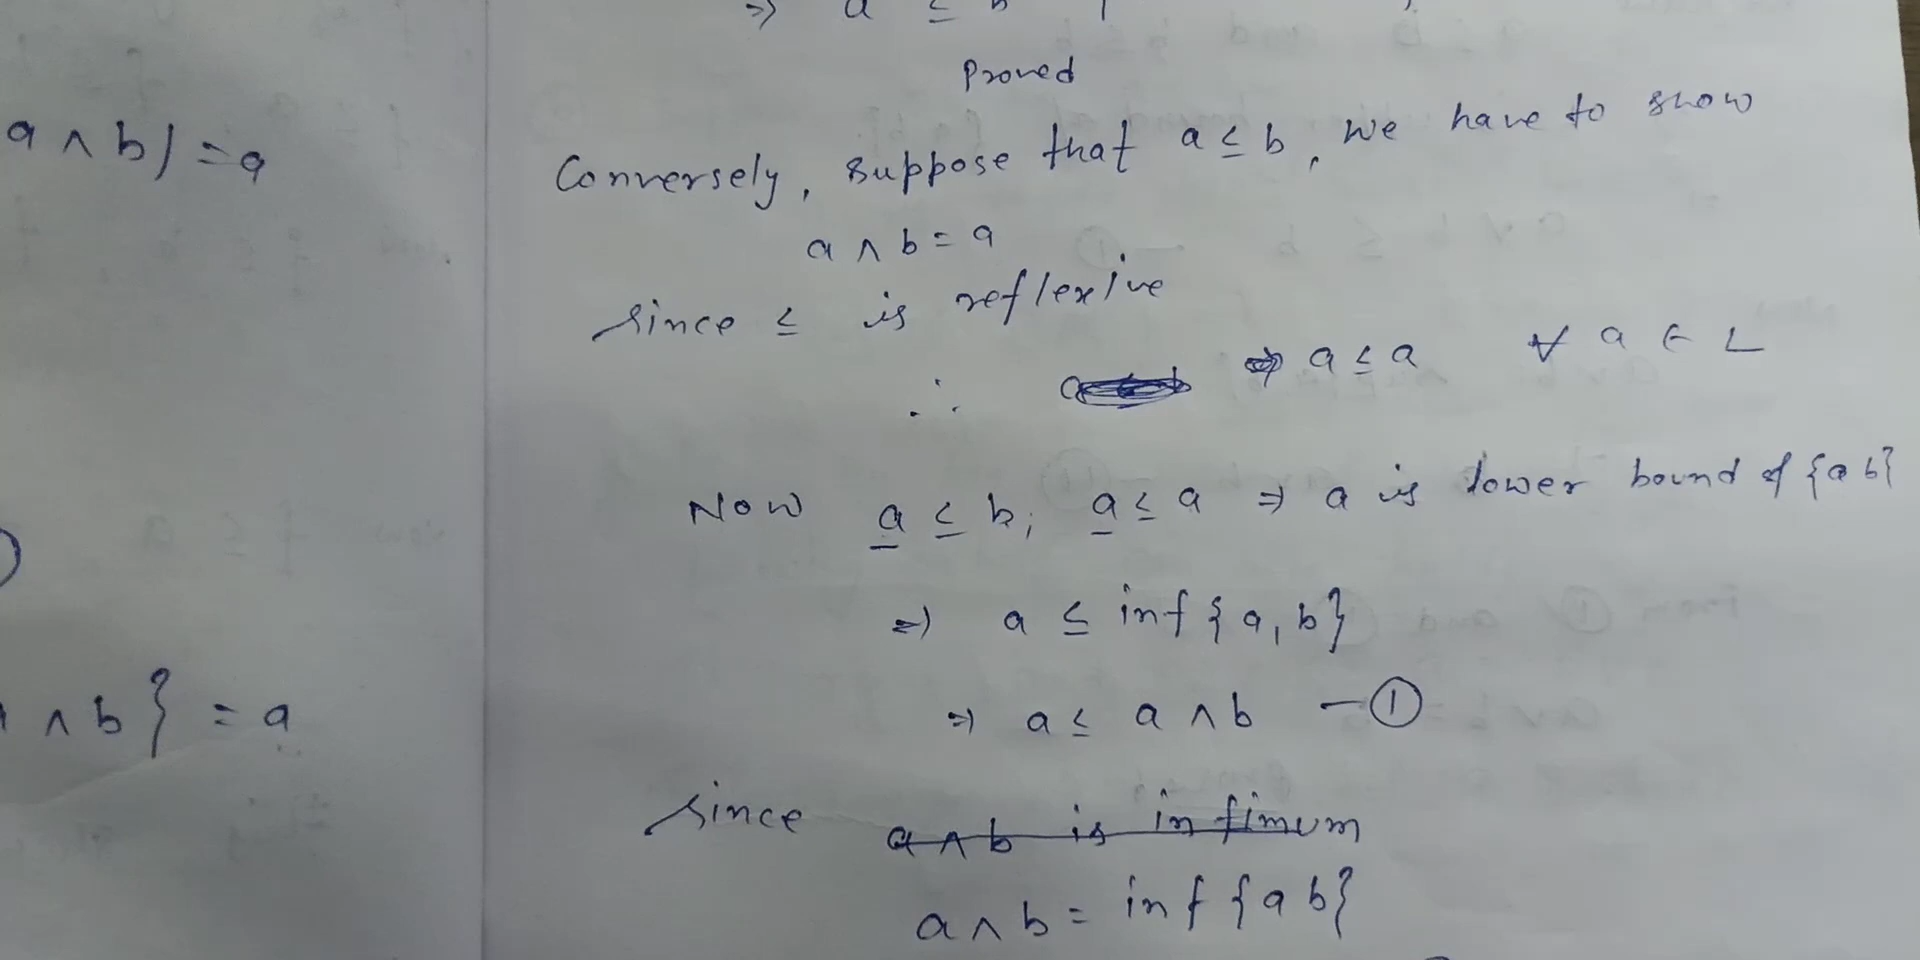 ⇒ a ≤ b
Proved
a ∧ b) = a
Conversely, suppose that a ≤ b, we have to show
a ∧ b = a
since ≤ is reflexive
∴ ⇒ a ≤ a ∀ a ∈ L
Now a ≤ b, a ≤ a ⇒ a is lower bound of {a b}
⇒ a ≤ inf {a, b}
∧ b} = a
⇒ a ≤ a ∧ b — ①
since a ∧ b is infimum
a ∧ b = inf {a b}